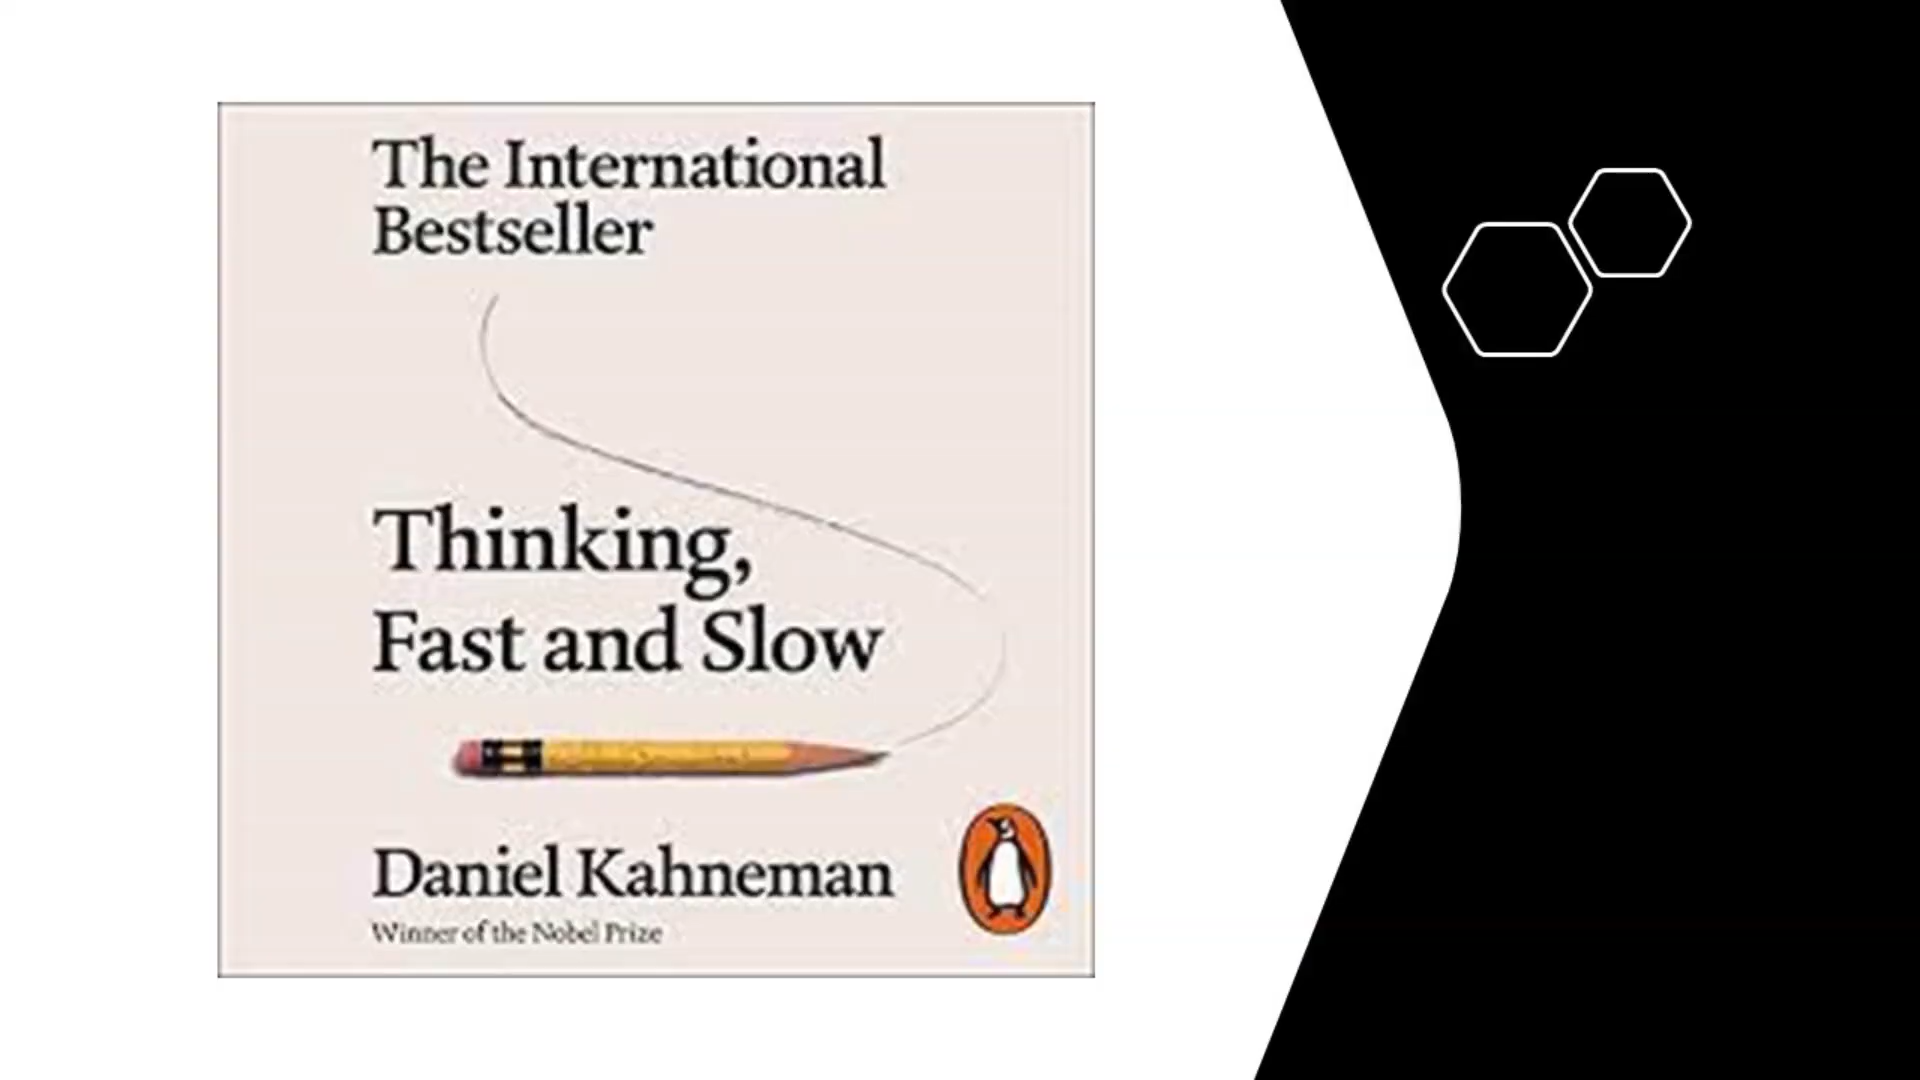 The International
Bestseller
Thinking,
Fast and Slow
Daniel Kahneman
Winner of the Nobel Prize